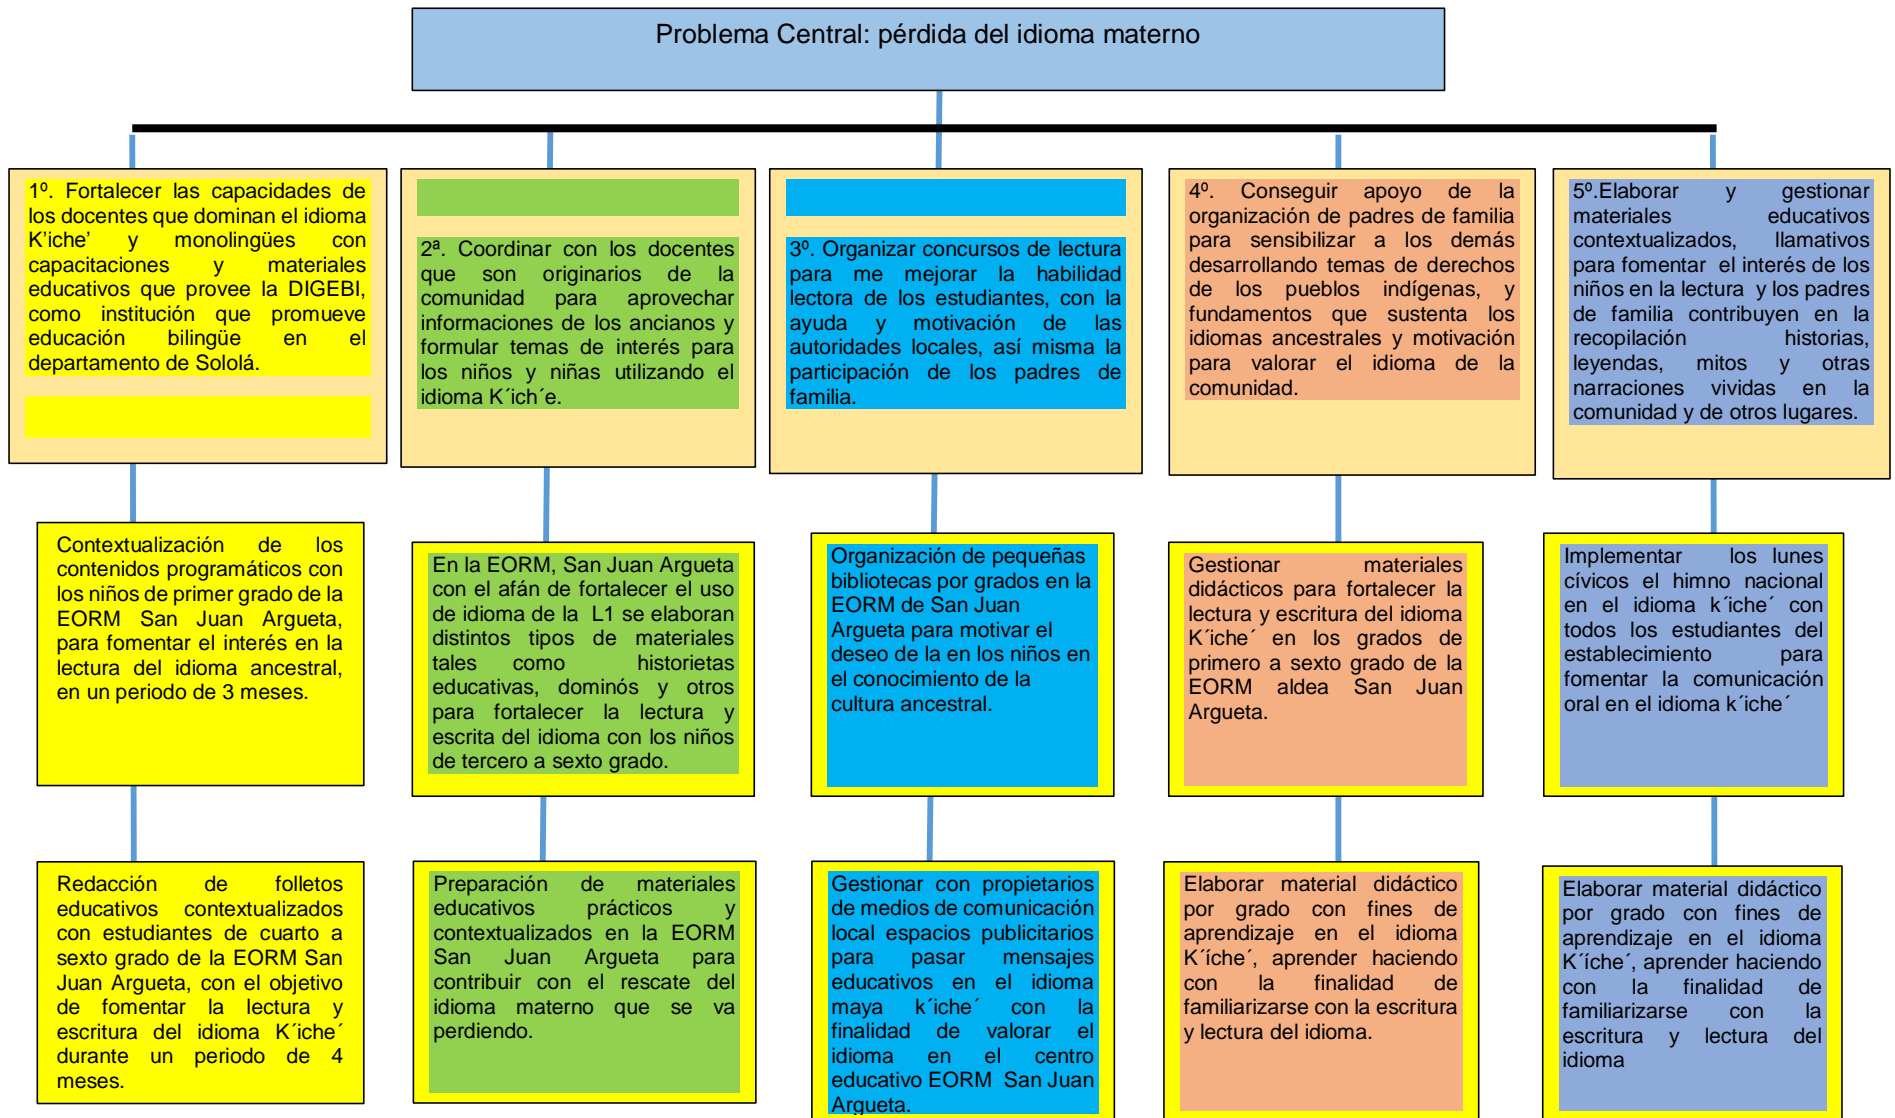 Problema Central: pérdida del idioma materno
1º. Fortalecer las capacidades de
los docentes que dominan el idioma
K'iche' y monolingües con
capacitaciones y materiales
educativos que provee la DIGEBI,
como institución que promueve
educación bilingüe en el
departamento de Sololá.
2ª. Coordinar con los docentes
que son originarios de la
comunidad para aprovechar
informaciones de los ancianos y
formular temas de interés para
los niños y niñas utilizando el
idioma K´ich´e.
3º. Organizar concursos de lectura
para me mejorar la habilidad
lectora de los estudiantes, con la
ayuda y motivación de las
autoridades locales, así misma la
participación de los padres de
familia.
4º. Conseguir apoyo de la
organización de padres de familia
para sensibilizar a los demás
desarrollando temas de derechos
de los pueblos indígenas, y
fundamentos que sustenta los
idiomas ancestrales y motivación
para valorar el idioma de la
comunidad.
5º.Elaborar y gestionar
materiales educativos
contextualizados, llamativos
para fomentar el interés de los
niños en la lectura y los padres
de familia contribuyen en la
recopilación historias,
leyendas, mitos y otras
narraciones vividas en la
comunidad y de otros lugares.
Contextualización de los
contenidos programáticos con
los niños de primer grado de la
EORM San Juan Argueta,
para fomentar el interés en la
lectura del idioma ancestral,
en un periodo de 3 meses.
En la EORM, San Juan Argueta
con el afán de fortalecer el uso
de idioma de la L1 se elaboran
distintos tipos de materiales
tales como historietas
educativas, dominós y otros
para fortalecer la lectura y
escrita del idioma con los niños
de tercero a sexto grado.
Organización de pequeñas
bibliotecas por grados en la
EORM de San Juan
Argueta para motivar el
deseo de la en los niños en
el conocimiento de la
cultura ancestral.
Gestionar materiales
didácticos para fortalecer la
lectura y escritura del idioma
K´iche´ en los grados de
primero a sexto grado de la
EORM aldea San Juan
Argueta.
Implementar los lunes
cívicos el himno nacional
en el idioma k´iche´ con
todos los estudiantes del
establecimiento para
fomentar la comunicación
oral en el idioma k´iche´
Redacción de folletos
educativos contextualizados
con estudiantes de cuarto a
sexto grado de la EORM San
Juan Argueta, con el objetivo
de fomentar la lectura y
escritura del idioma K´iche´
durante un periodo de 4
meses.
Preparación de materiales
educativos prácticos y
contextualizados en la EORM
San Juan Argueta para
contribuir con el rescate del
idioma materno que se va
perdiendo.
Gestionar con propietarios
de medios de comunicación
local espacios publicitarios
para pasar mensajes
educativos en el idioma
maya k´iche´ con la
finalidad de valorar el
idioma en el centro
educativo EORM San Juan
Argueta.
Elaborar material didáctico
por grado con fines de
aprendizaje en el idioma
K´íche´, aprender haciendo
con la finalidad de
familiarizarse con la escritura
y lectura del idioma.
Elaborar material didáctico
por grado con fines de
aprendizaje en el idioma
K´íche´, aprender haciendo
con la finalidad de
familiarizarse con la
escritura y lectura del
idioma